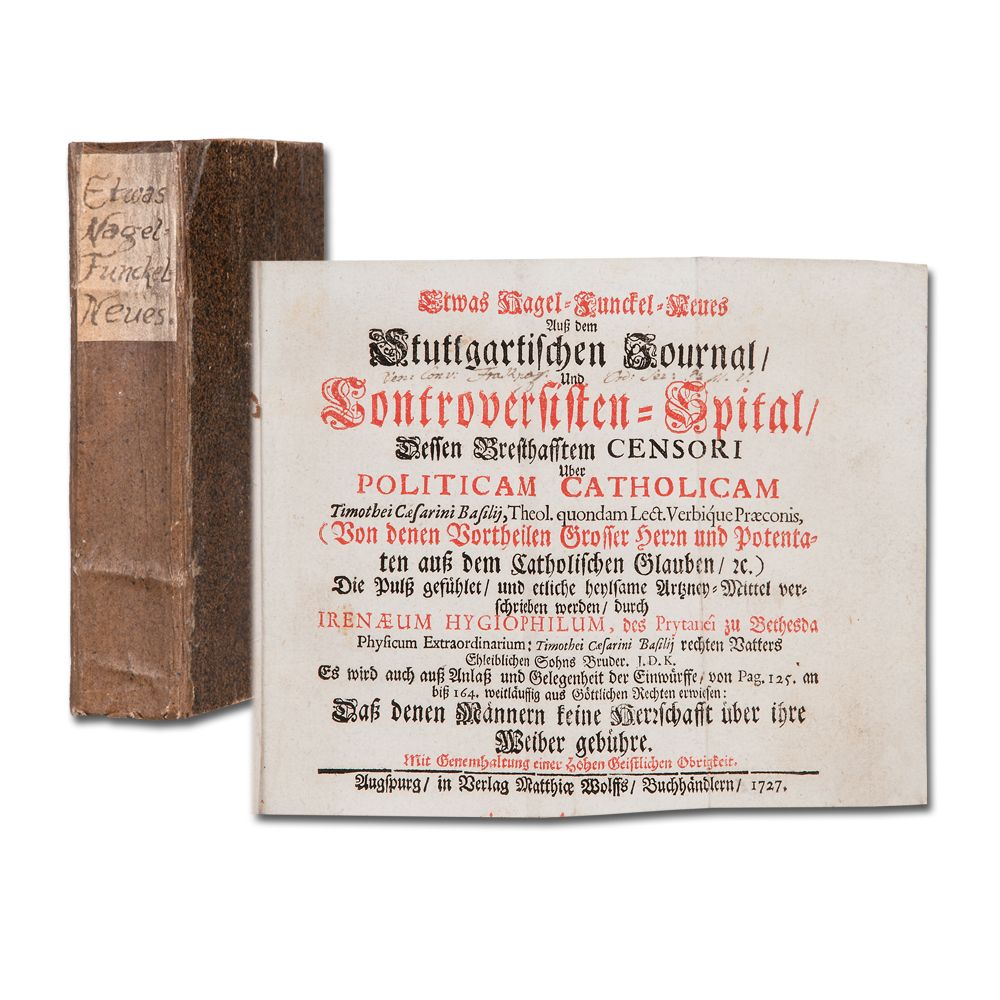 Etwas
Nagel-
Funckel
Neues.
Etwas Nagel-Funckel-Neues
Auß dem
Stuttgartischen Journal/
Und
Controversisten-Spital/
Dessen Bresthafftem CENSORI
Uber
POLITICAM CATHOLICAM
Timothei Cæsarini Basilij, Theol. quondam Lect. Verbique Præconis,
(Von denen Vortheilen Grosser Herrn und Potenta-
ten auß dem Catholischen Glauben/ ꝛc.)
Die Pulß gefühlet/ und etliche heylsame Artzney-Mittel ver-
schrieben werden/ durch
IRENÆUM HYGIOPHILUM, des Prytanei zu Bethesda
Physicum Extraordinarium; Timothei Cæsarini Basilij rechten Vatters
Ehleiblichen Sohns Bruder. J.D.K.
Es wird auch auß Anlaß und Gelegenheit der Einwürffe/ von Pag. 125. an
biß 164. weitläuffig aus Göttlichen Rechten erwiesen:
Daß denen Männern keine Herrschafft über ihre
Weiber gebühre.
Mit Genemhaltung einer Hohen Geistlichen Obrigkeit.
Augspurg/ in Verlag Matthiæ Wolffs/ Buchhändlern/ 1727.